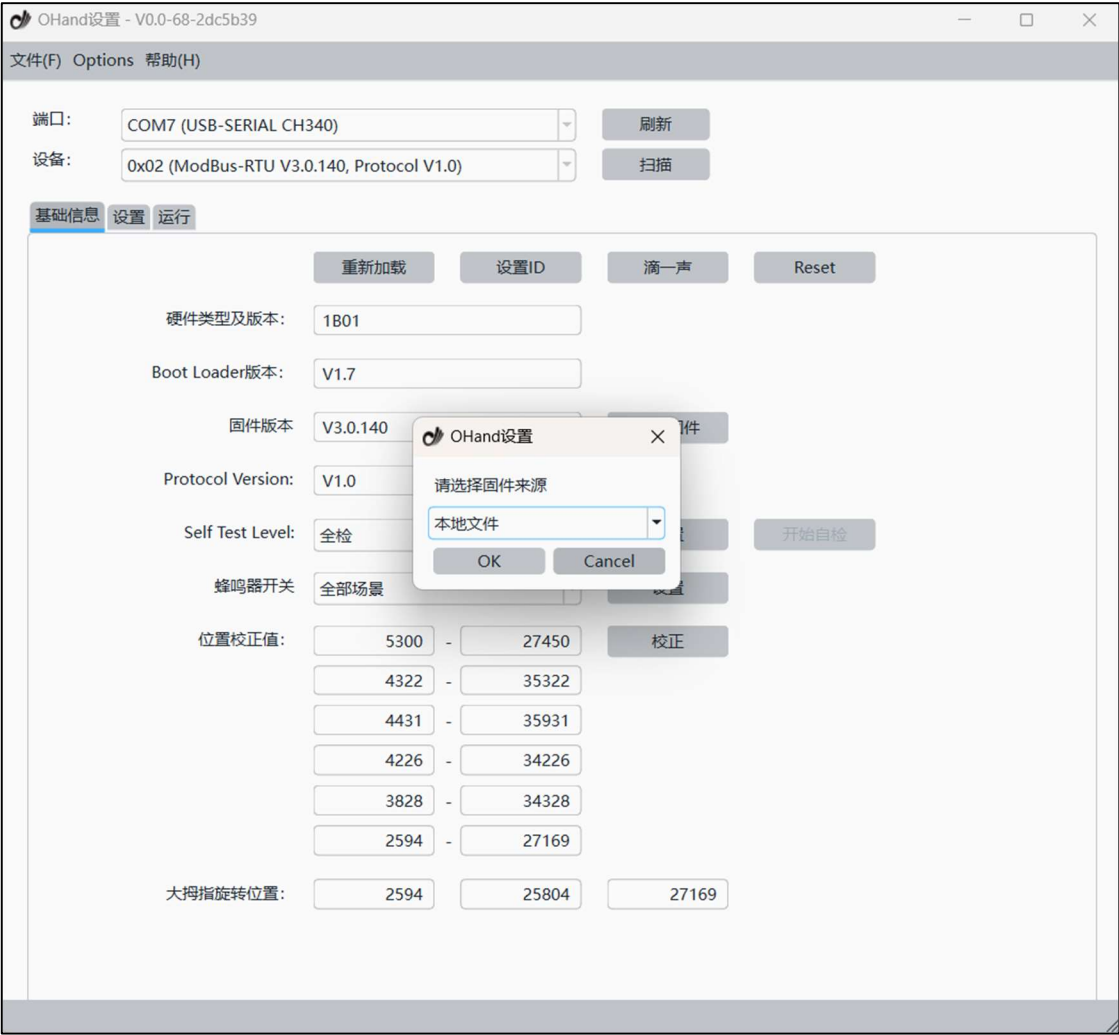 OHand设置 - V0.0-68-2dc5b39
文件(F) Options 帮助(H)
端口: COM7 (USB-SERIAL CH340) 刷新
设备: 0x02 (ModBus-RTU V3.0.140, Protocol V1.0) 扫描
基础信息 设置 运行
重新加载 设置ID 滴一声 Reset
硬件类型及版本: 1B01
Boot Loader版本: V1.7
固件版本 V3.0.140 件
OHand设置
Protocol Version: V1.0
请选择固件来源
本地文件
Self Test Level: 全检 开始自检
OK Cancel
蜂鸣器开关 全部场景 设置
位置校正值: 5300 - 27450 校正
4322 - 35322
4431 - 35931
4226 - 34226
3828 - 34328
2594 - 27169
大拇指旋转位置: 2594 25804 27169